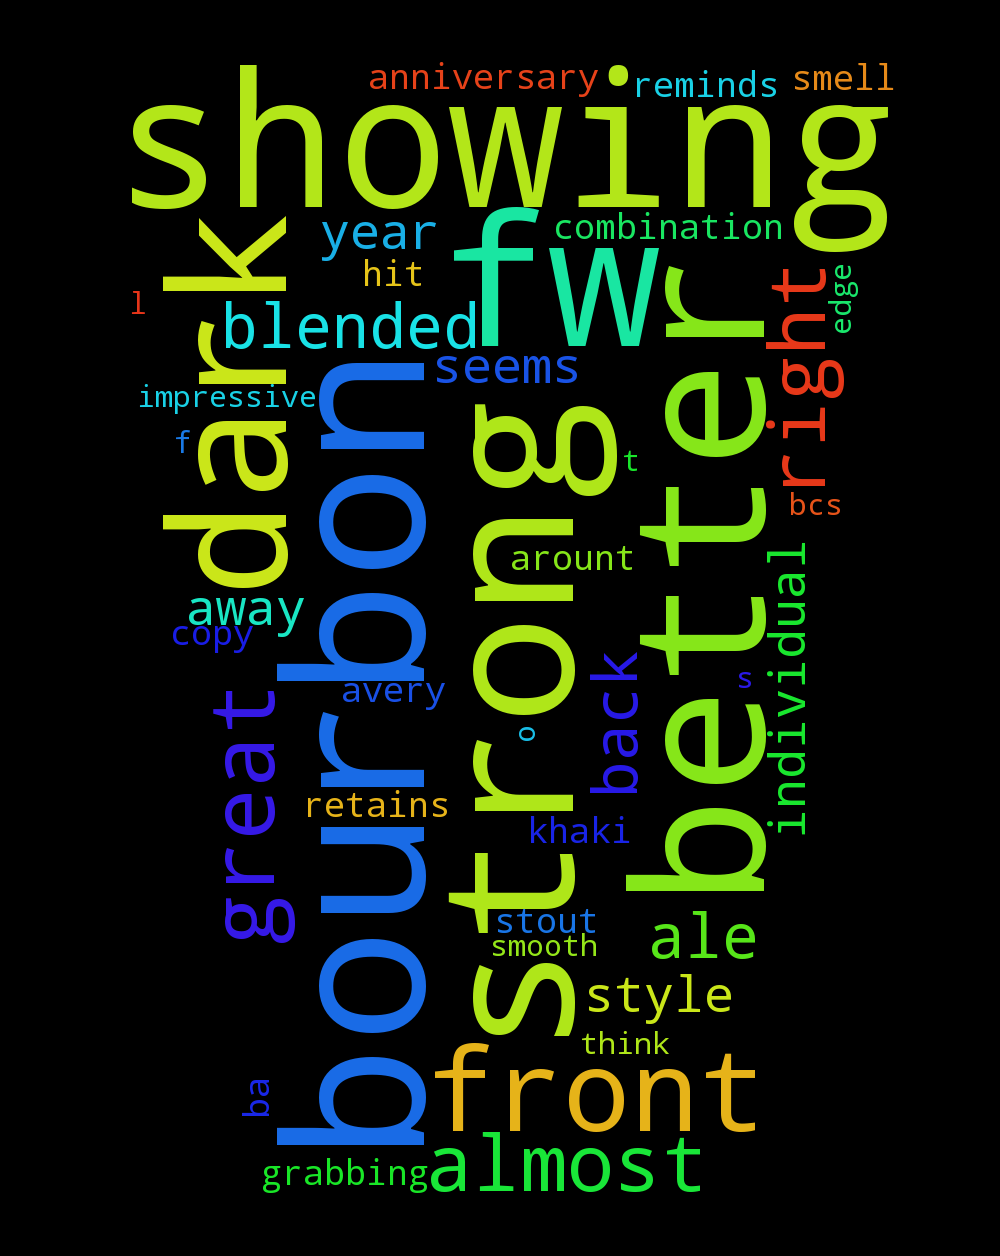 anniversary
reminds
smell
showing
dark
year
fw
combination
hit
l
blended
right
edge
better
bourbon
seems
impressive
strong
f
t
bcs
arount
individual
away
copy
back
avery
s
great
o
retains
khaki
stout
ale
smooth
style
think
front
ba
almost
grabbing